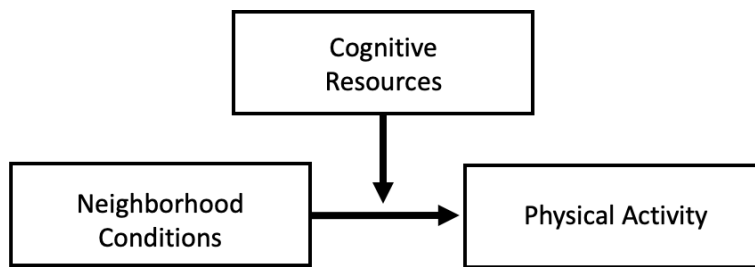 Cognitive
Resources
Neighborhood
Conditions
Physical Activity